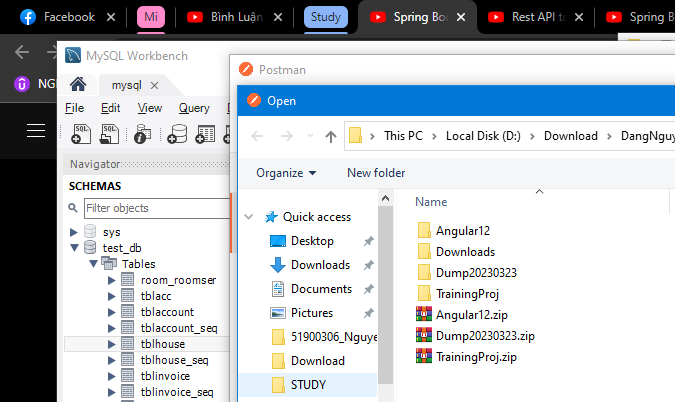 Facebook
Mi
Bình Luận
Study
Spring Bo
Rest API to
Spring B
MySQL Workbench
mysql
File Edit View Query
SQL SQL
Navigator
SCHEMAS
Filter objects
sys
test_db
Tables
room_roomser
tblacc
tblaccount
tblaccount_seq
tblhouse
tblhouse_seq
tblinvoice
tblinvoice_seq
Postman
Open
This PC > Local Disk (D:) > Download > DangNguy
Organize New folder
Quick access
Desktop
Downloads
Documents
Pictures
51900306_Nguye
Download
STUDY
Name
Angular12
Downloads
Dump20230323
TrainingProj
Angular12.zip
Dump20230323.zip
TrainingProj.zip